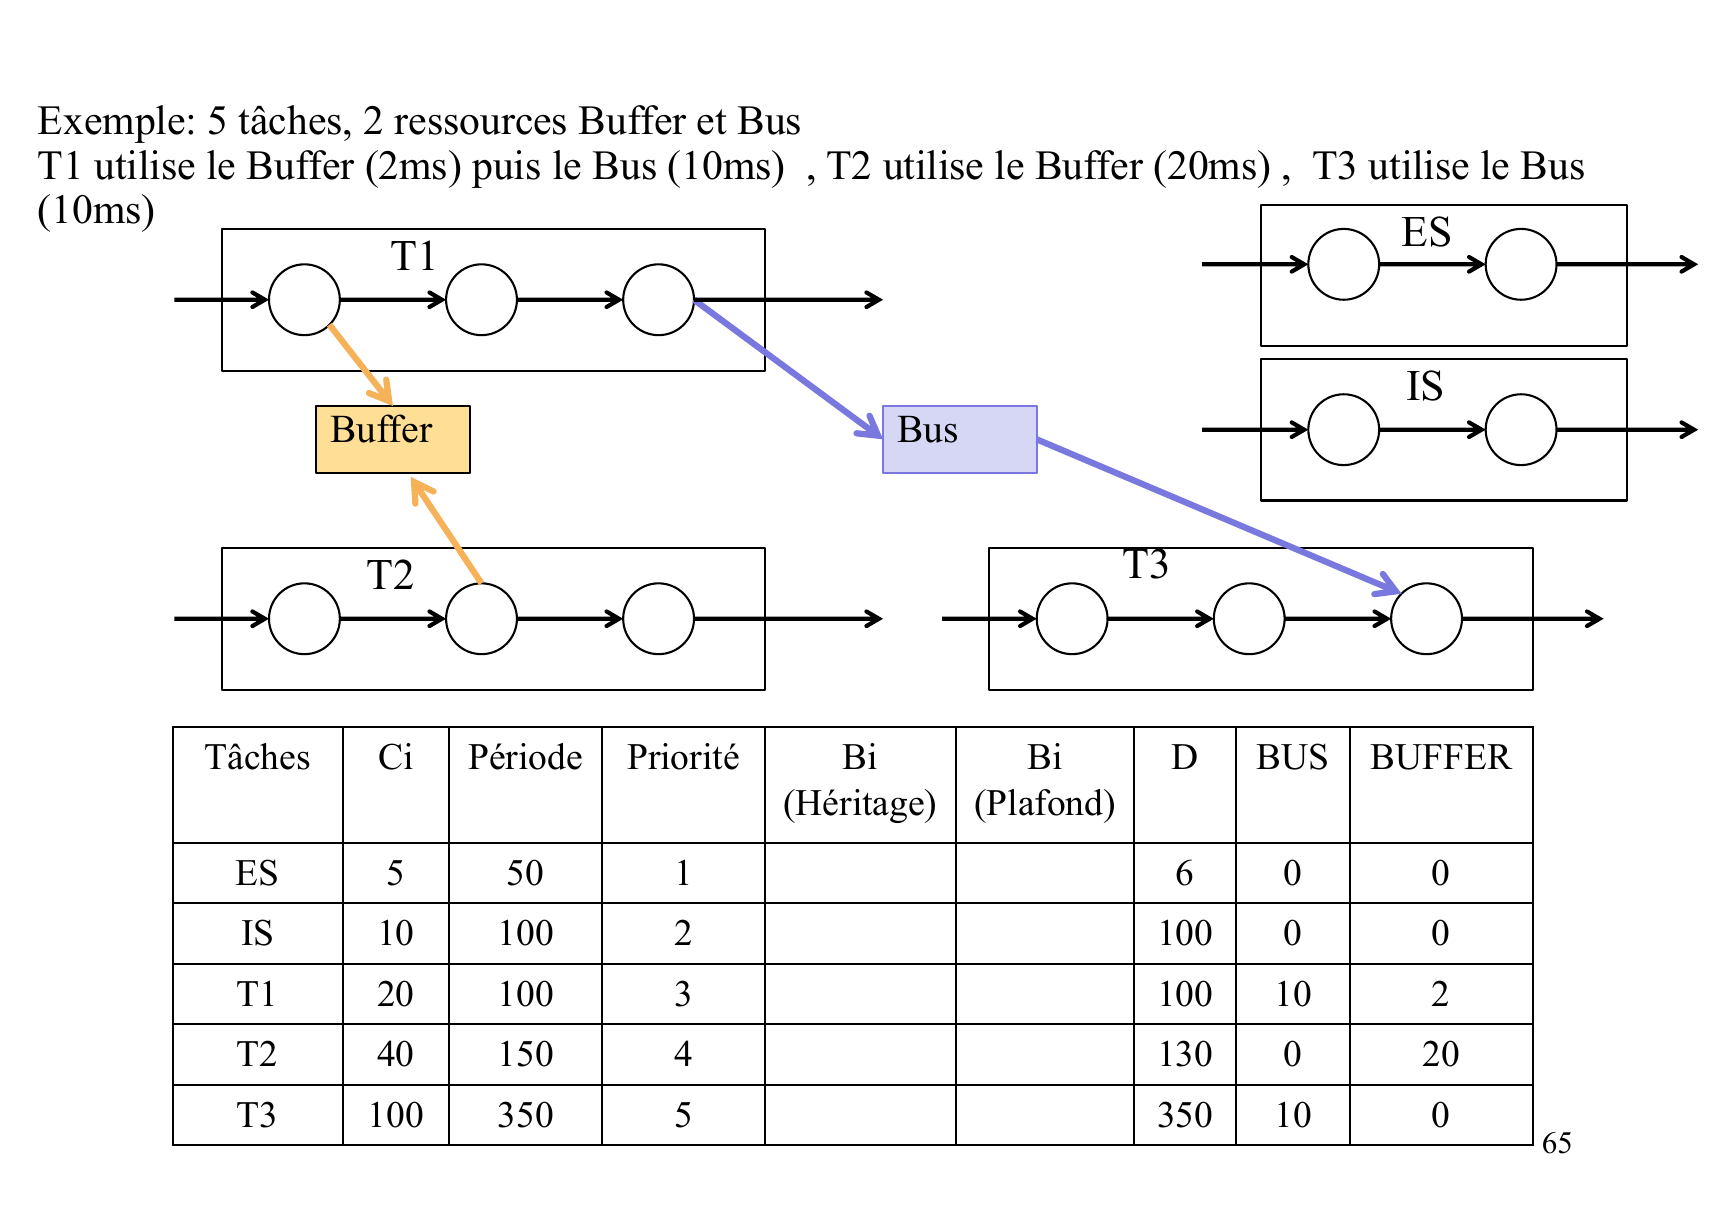 Exemple: 5 tâches, 2 ressources Buffer et Bus
T1 utilise le Buffer (2ms) puis le Bus (10ms)  , T2 utilise le Buffer (20ms) ,  T3 utilise le Bus
(10ms)
T1
ES
IS
Buffer
Bus
T2
T3
Tâches Ci Période Priorité Bi (Héritage) Bi (Plafond) D BUS BUFFER
ES 5 50 1 6 0 0
IS 10 100 2 100 0 0
T1 20 100 3 100 10 2
T2 40 150 4 130 0 20
T3 100 350 5 350 10 0
65